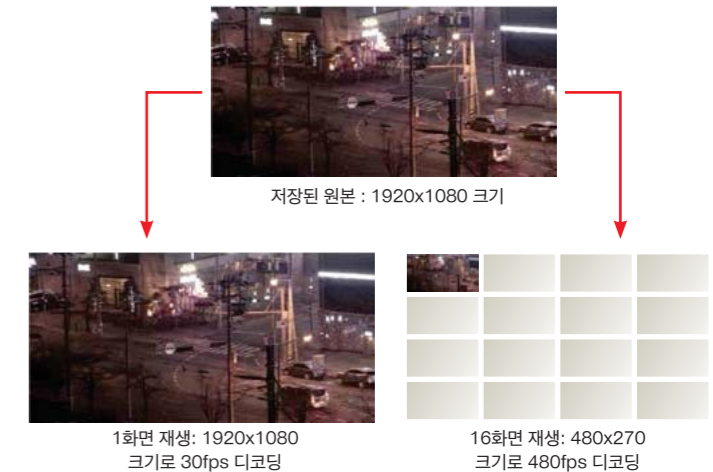 저장된 원본 : 1920x1080 크기
1화면 재생: 1920x1080
크기로 30fps 디코딩
16화면 재생: 480x270
크기로 480fps 디코딩